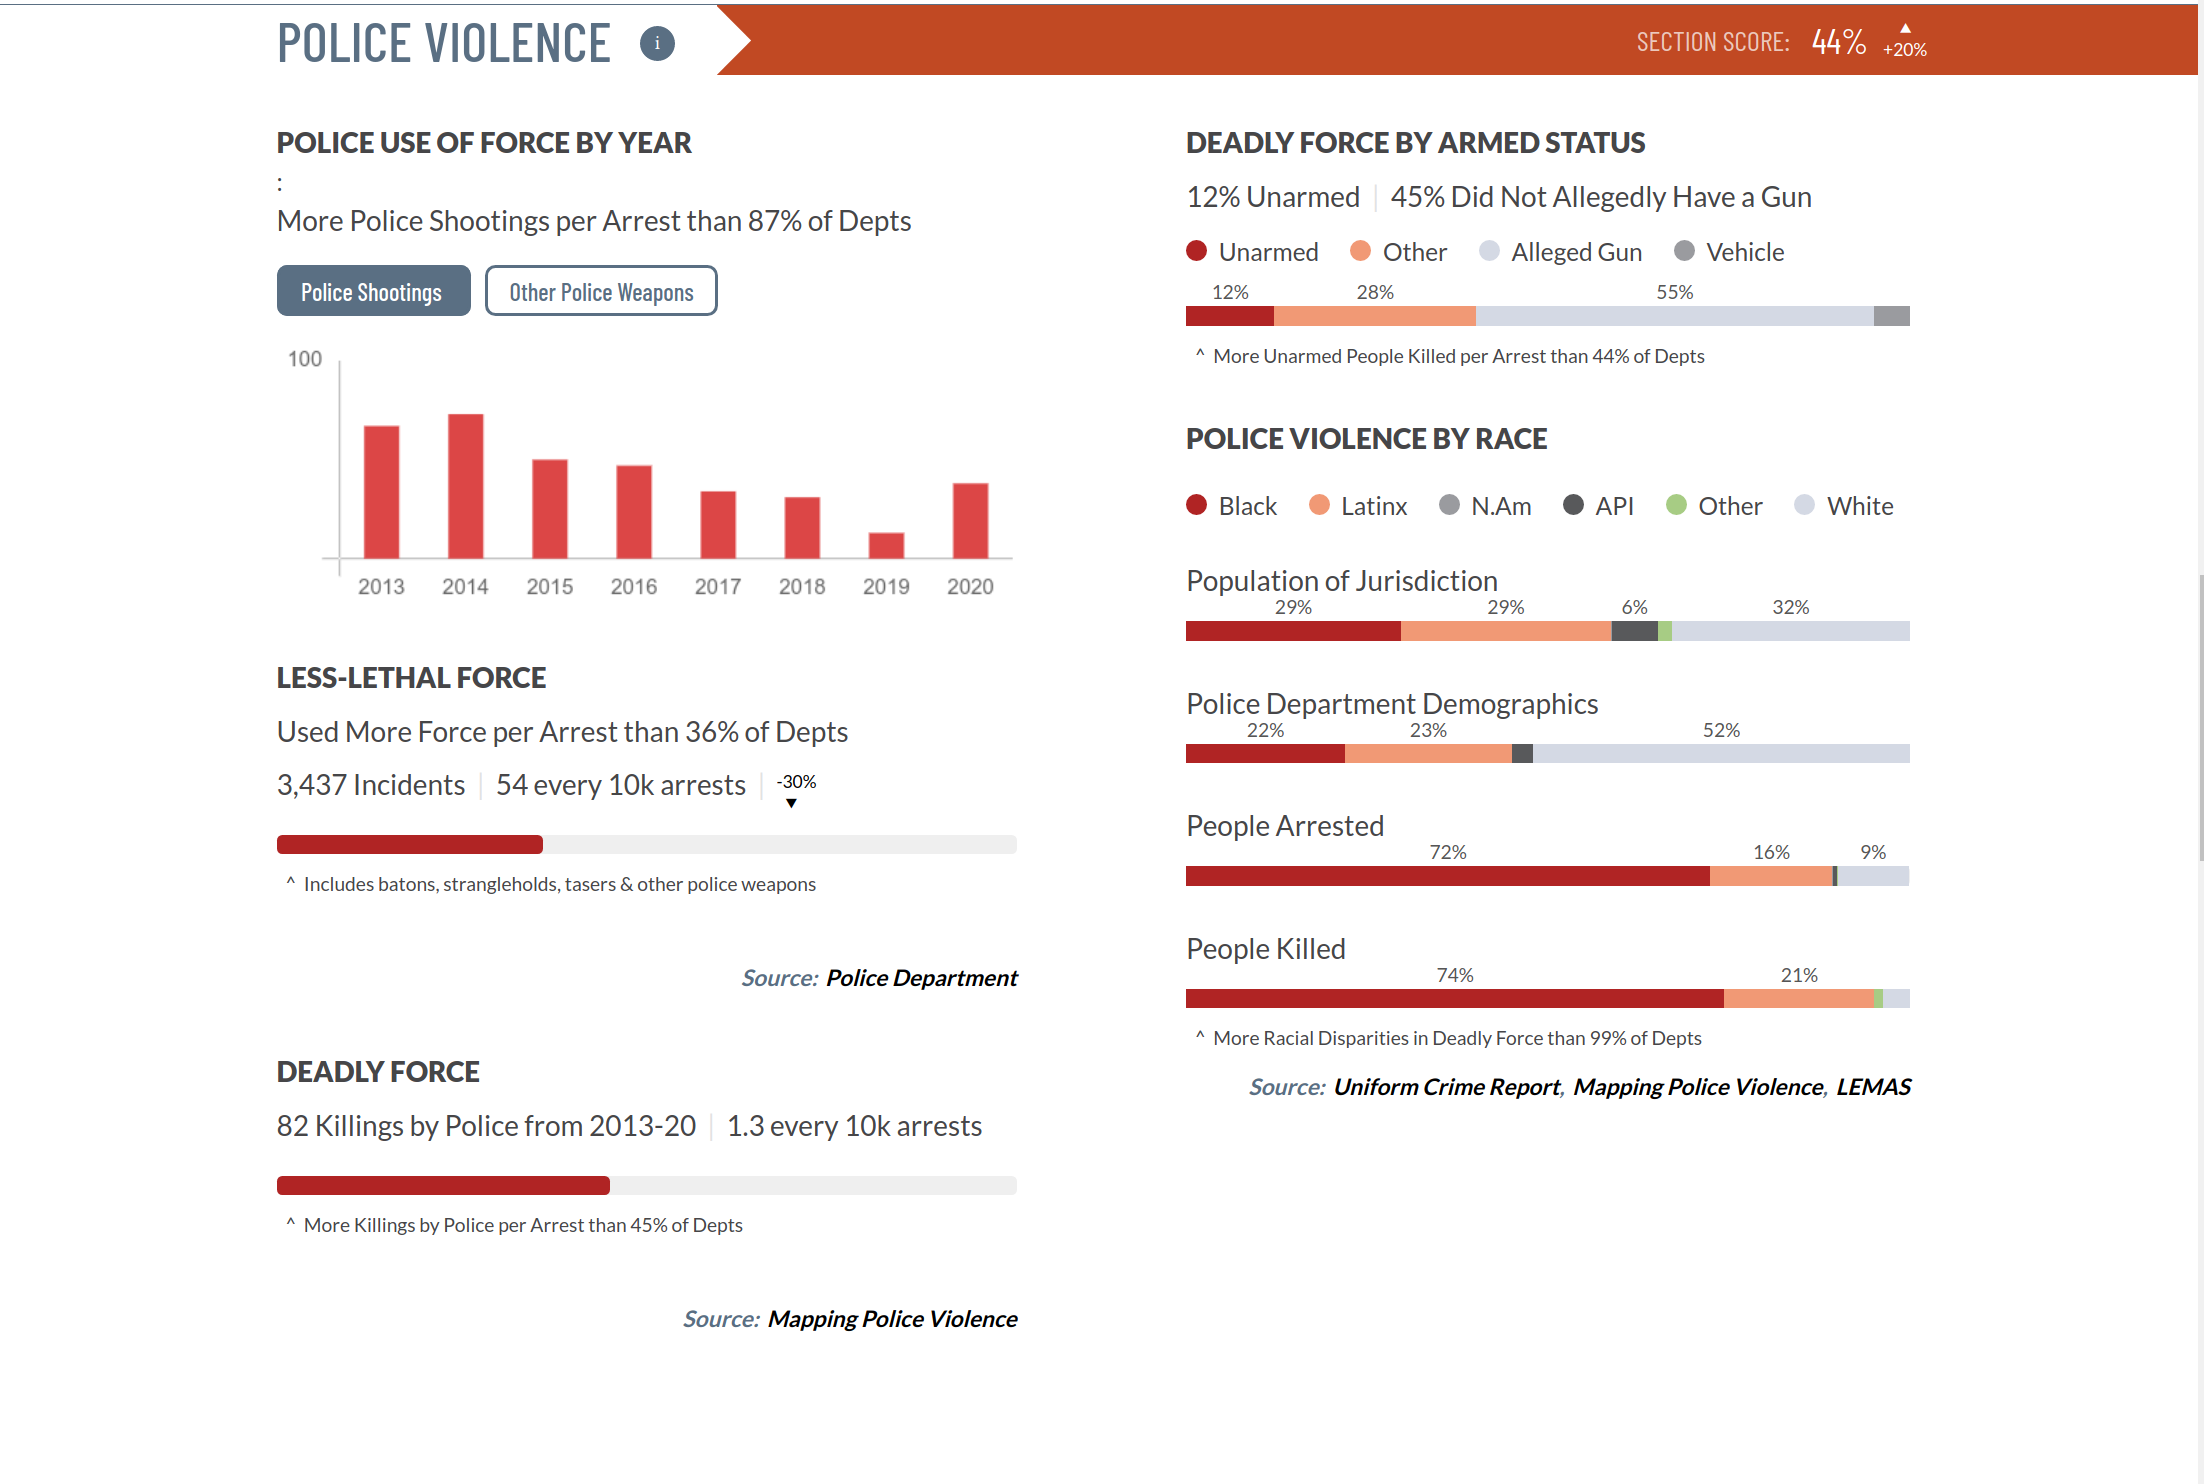 POLICE VIOLENCE i
SECTION SCORE: 44% ▲ +20%
POLICE USE OF FORCE BY YEAR
:
More Police Shootings per Arrest than 87% of Depts
Police Shootings
Other Police Weapons
100
2013 2014 2015 2016 2017 2018 2019 2020
LESS-LETHAL FORCE
Used More Force per Arrest than 36% of Depts
3,437 Incidents | 54 every 10k arrests | -30% ▼
^ Includes batons, strangleholds, tasers & other police weapons
Source: Police Department
DEADLY FORCE
82 Killings by Police from 2013-20 | 1.3 every 10k arrests
^ More Killings by Police per Arrest than 45% of Depts
Source: Mapping Police Violence
DEADLY FORCE BY ARMED STATUS
12% Unarmed | 45% Did Not Allegedly Have a Gun
Unarmed Other Alleged Gun Vehicle
12% 28% 55%
^ More Unarmed People Killed per Arrest than 44% of Depts
POLICE VIOLENCE BY RACE
Black Latinx N.Am API Other White
Population of Jurisdiction
29% 29% 6% 32%
Police Department Demographics
22% 23% 52%
People Arrested
72% 16% 9%
People Killed
74% 21%
^ More Racial Disparities in Deadly Force than 99% of Depts
Source: Uniform Crime Report, Mapping Police Violence, LEMAS